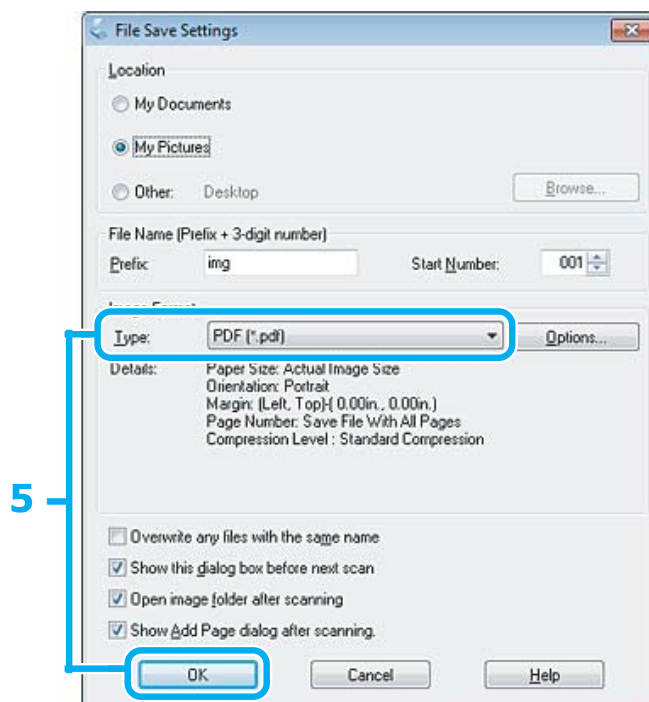 File Save Settings
Location
My Documents
My Pictures
Other: Desktop Browse...
File Name (Prefix + 3-digit number)
Prefix: img Start Number: 001
Image Format
Type: PDF (*.pdf) Options...
Details: Paper Size: Actual Image Size
Orientation: Portrait
Margin: (Left, Top)-( 0.00in., 0.00in.)
Page Number: Save File With All Pages
Compression Level : Standard Compression
5
Overwrite any files with the same name
Show this dialog box before next scan
Open image folder after scanning
Show Add Page dialog after scanning.
OK Cancel Help